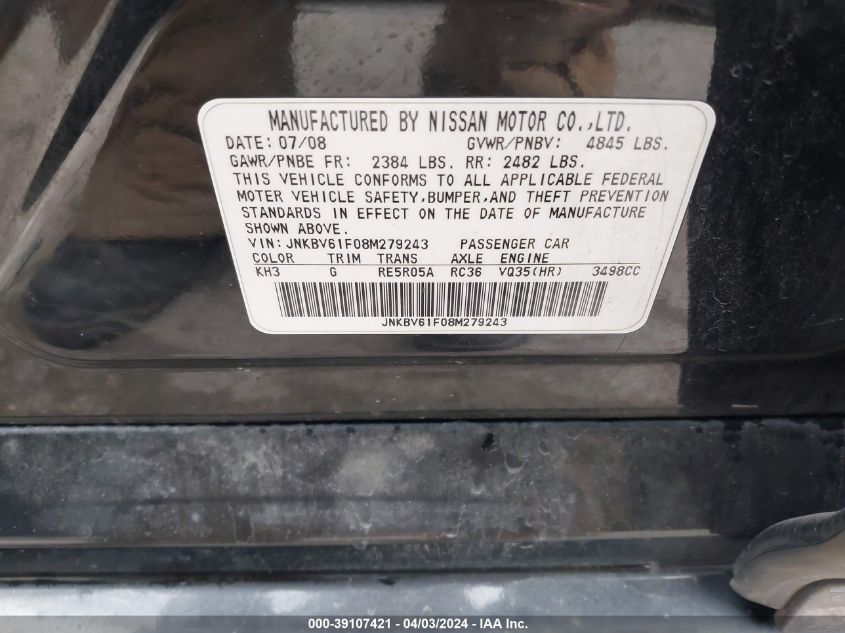 MANUFACTURED BY NISSAN MOTOR CO.,LTD.
DATE: 07/08 GVWR/PNBV: 4845 LBS.
GAWR/PNBE FR: 2384 LBS. RR: 2482 LBS.
THIS VEHICLE CONFORMS TO ALL APPLICABLE FEDERAL
MOTOR VEHICLE SAFETY,BUMPER,AND THEFT PREVENTION
STANDARDS IN EFFECT ON THE DATE OF MANUFACTURE
SHOWN ABOVE.
VIN: JNKBV61F08M279243 PASSENGER CAR
COLOR TRIM TRANS AXLE ENGINE
KH3 G RE5R05A RC36 VQ35(HR) 3498CC
JNKBV61F08M279243
000-39107421 - 04/03/2024 - IAA Inc.